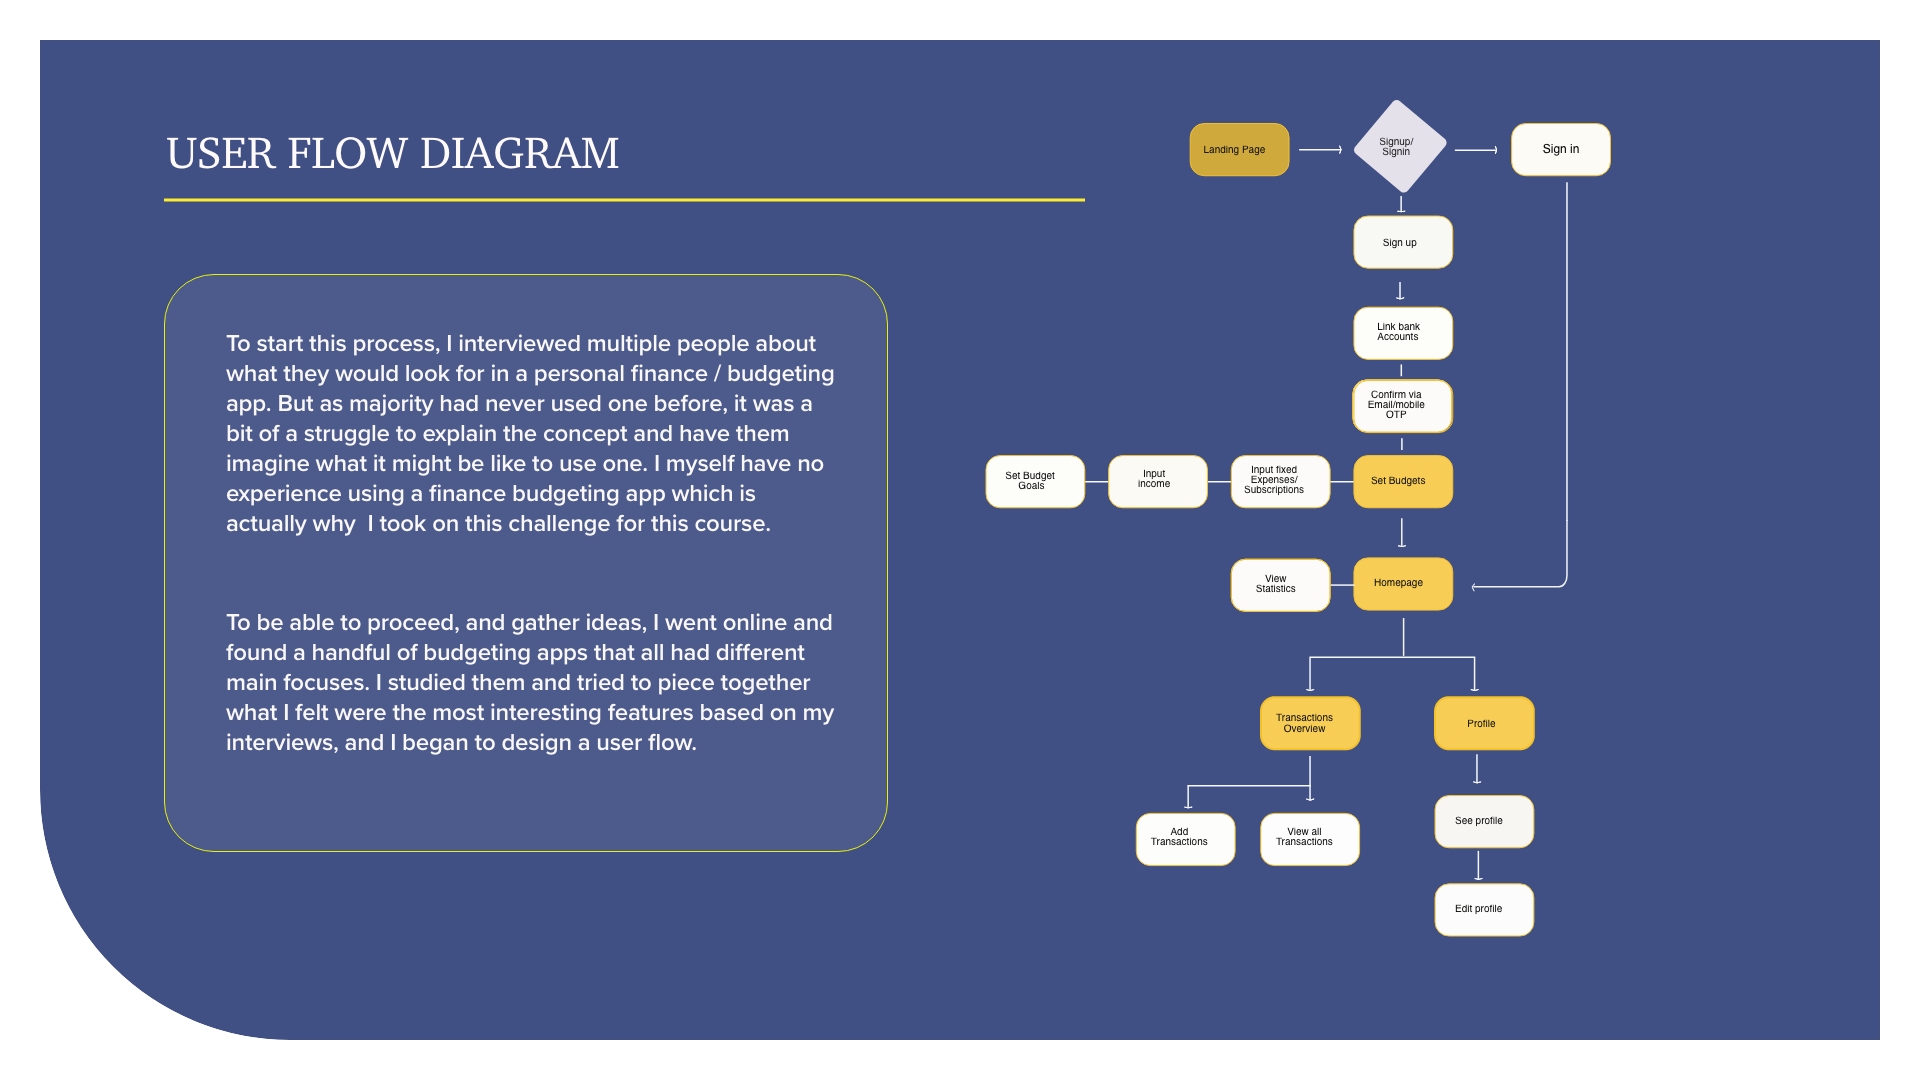 USER FLOW DIAGRAM
To start this process, I interviewed multiple people about
what they would look for in a personal finance / budgeting
app. But as majority had never used one before, it was a
bit of a struggle to explain the concept and have them
imagine what it might be like to use one. I myself have no
experience using a finance budgeting app which is
actually why  I took on this challenge for this course.
To be able to proceed, and gather ideas, I went online and
found a handful of budgeting apps that all had different
main focuses. I studied them and tried to piece together
what I felt were the most interesting features based on my
interviews, and I began to design a user flow.
Landing Page
Signup/
Signin
Sign in
Sign up
Link bank
Accounts
Confirm via
Email/mobile
OTP
Set Budget
Goals
Input
income
Input fixed
Expenses/
Subscriptions
Set Budgets
View
Statistics
Homepage
Transactions
Overview
Profile
Add
Transactions
View all
Transactions
See profile
Edit profile